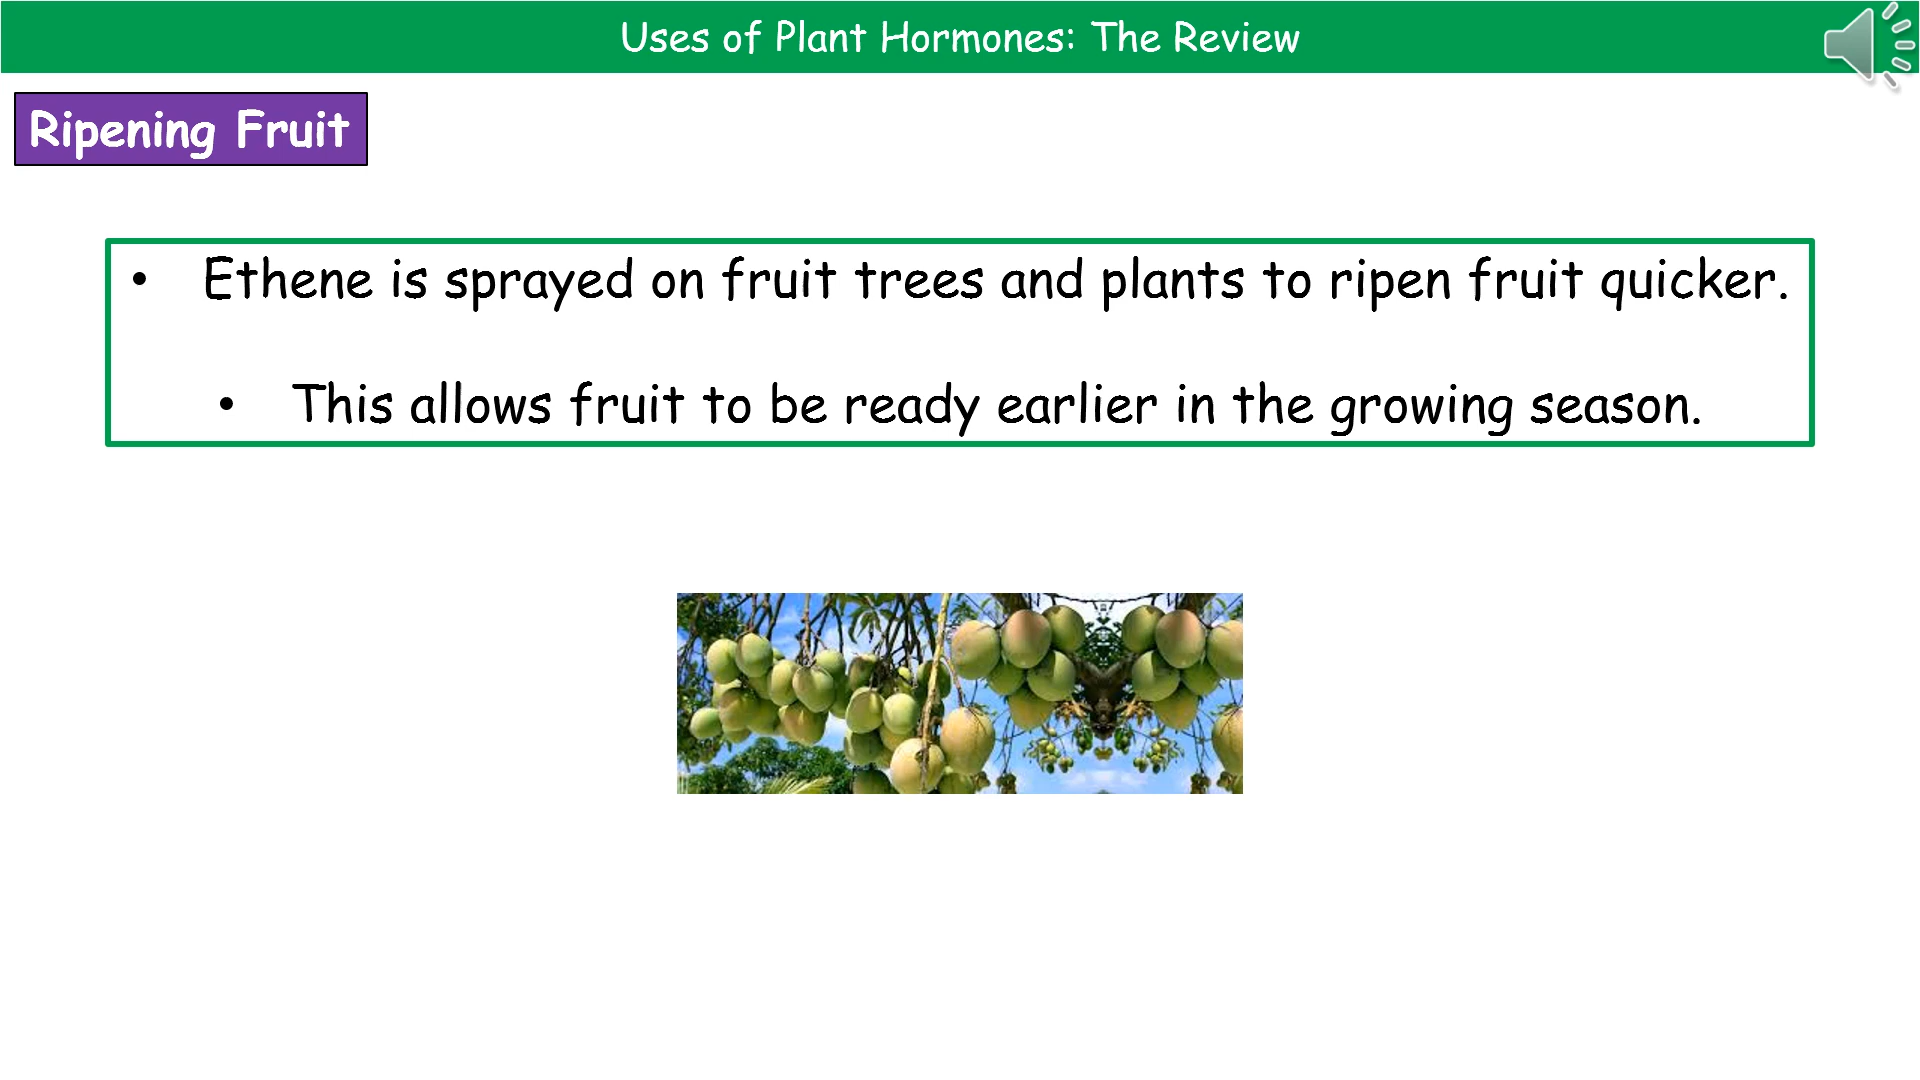 Uses of Plant Hormones: The Review
Ripening Fruit
• Ethene is sprayed on fruit trees and plants to ripen fruit quicker.
• This allows fruit to be ready earlier in the growing season.